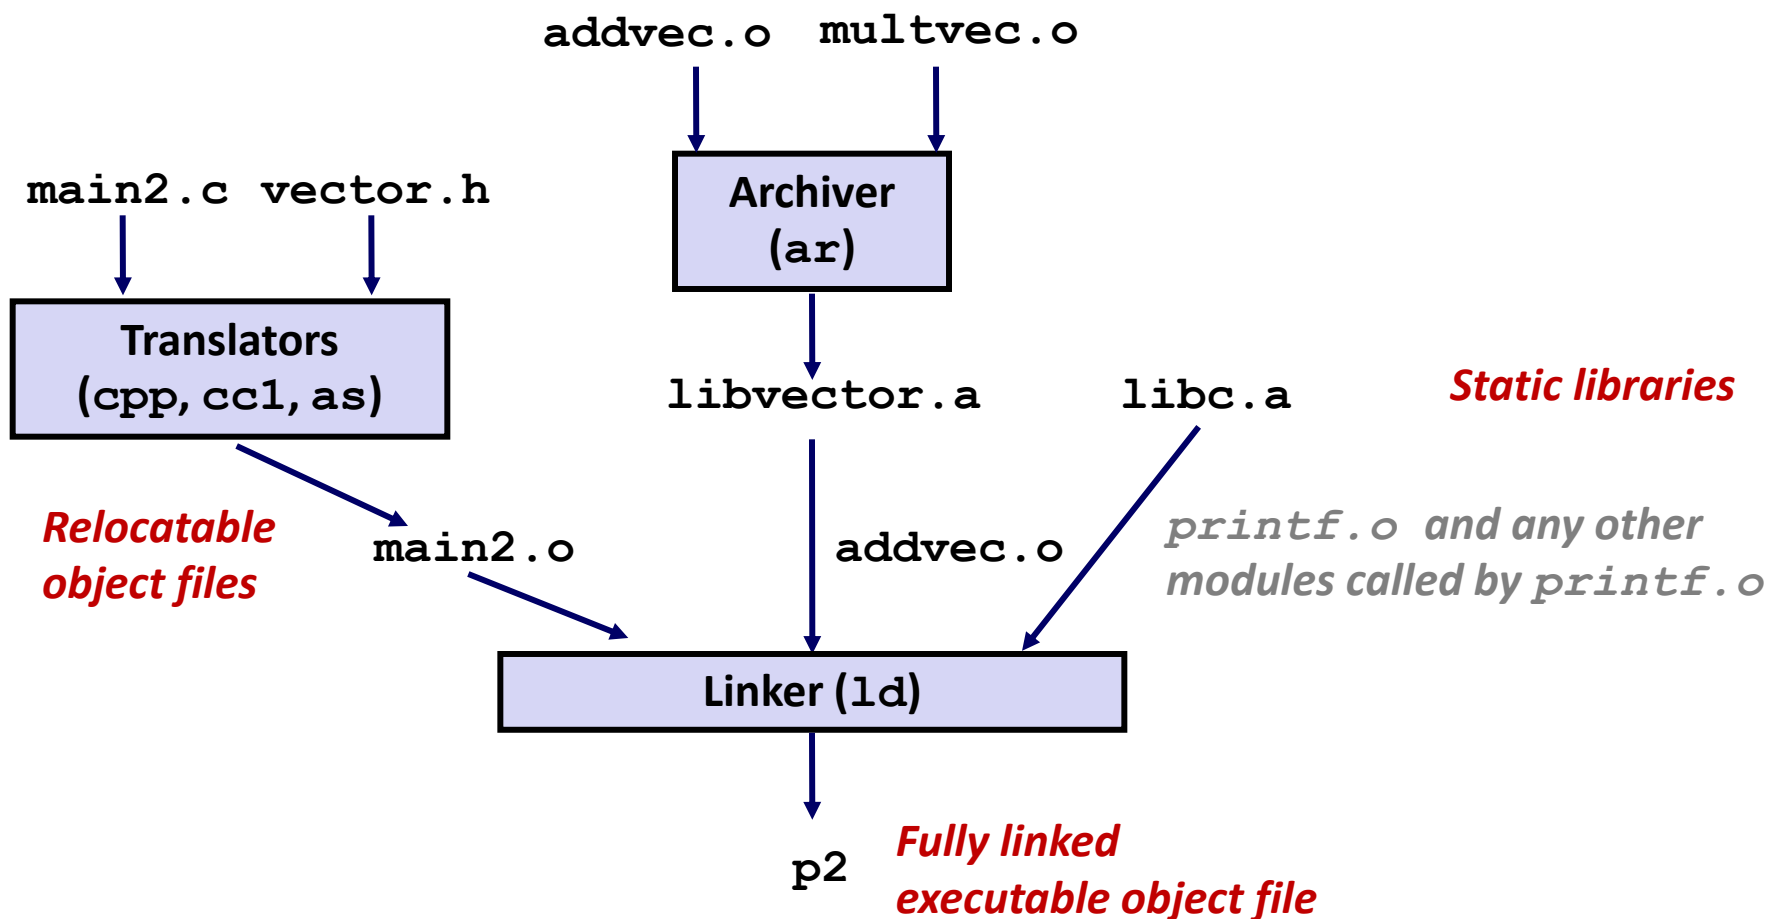 addvec.o multvec.o
main2.c vector.h
Archiver
(ar)
Translators
(cpp, cc1, as)
libvector.a
libc.a
Static libraries
Relocatable
object files
main2.o
addvec.o
printf.o and any other
modules called by printf.o
Linker (ld)
p2
Fully linked
executable object file